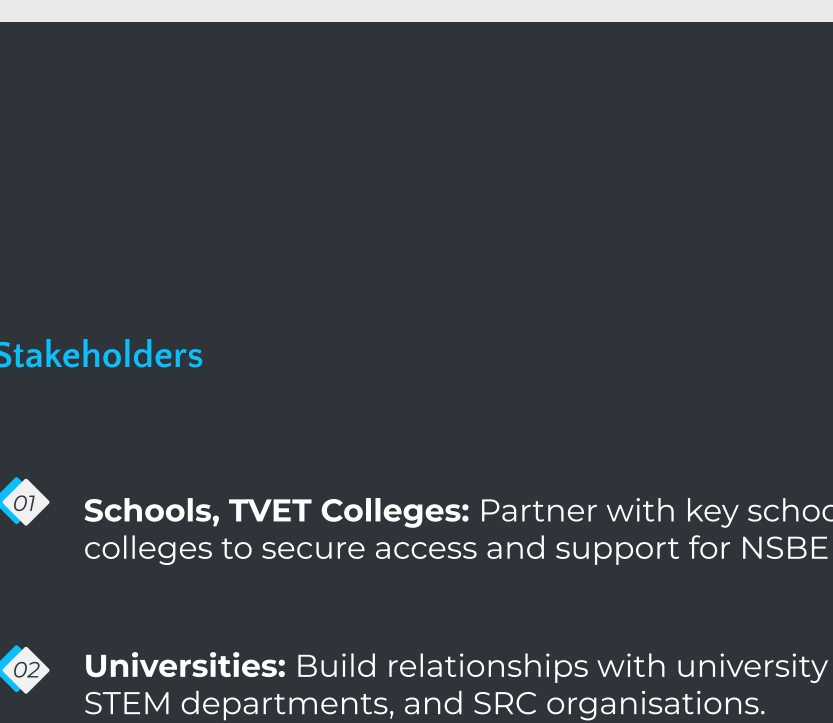 Stakeholders
01
Schools, TVET Colleges: Partner with key
colleges to secure access and support for NSBE
02
Universities: Build relationships with university
STEM departments, and SRC organisations.